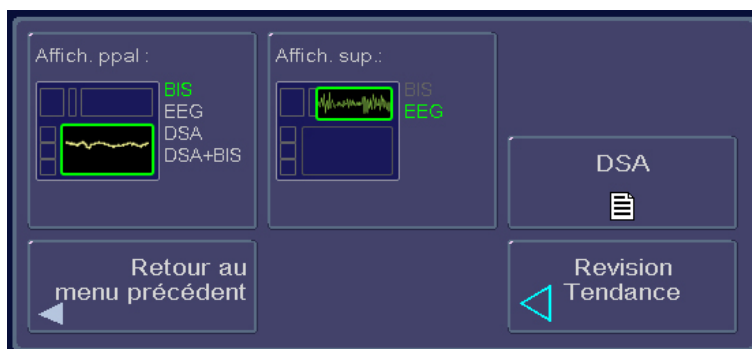 Affich. ppal :
BIS
EEG
DSA
DSA+BIS
Affich. sup.:
BIS
EEG
DSA
Retour au
menu précédent
Revision
Tendance